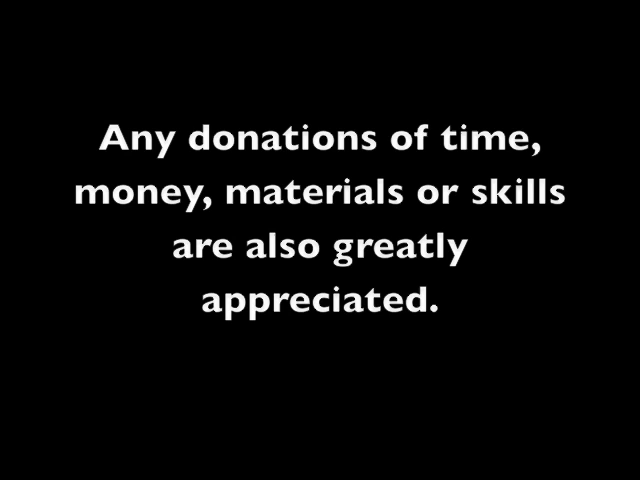 Any donations of time,
money, materials or skills
are also greatly
appreciated.